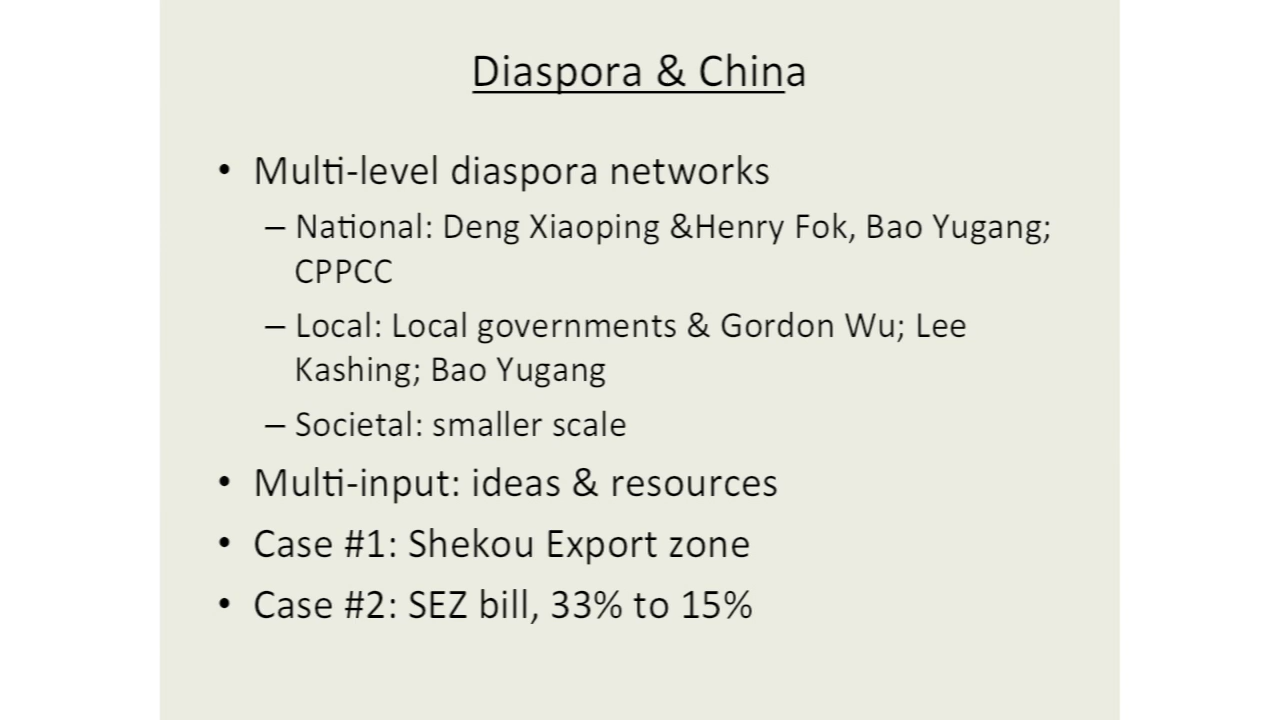 Diaspora & China
• Multi-level diaspora networks
– National: Deng Xiaoping &Henry Fok, Bao Yugang;
CPPCC
– Local: Local governments & Gordon Wu; Lee
Kashing; Bao Yugang
– Societal: smaller scale
• Multi-input: ideas & resources
• Case #1: Shekou Export zone
• Case #2: SEZ bill, 33% to 15%